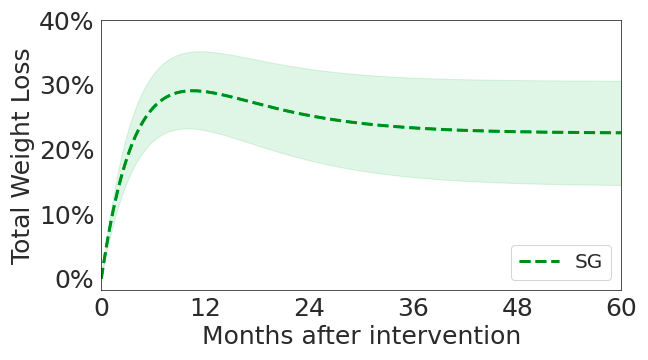 Total Weight Loss
40%
30%
20%
10%
0%
0 12 24 36 48 60
Months after intervention
SG